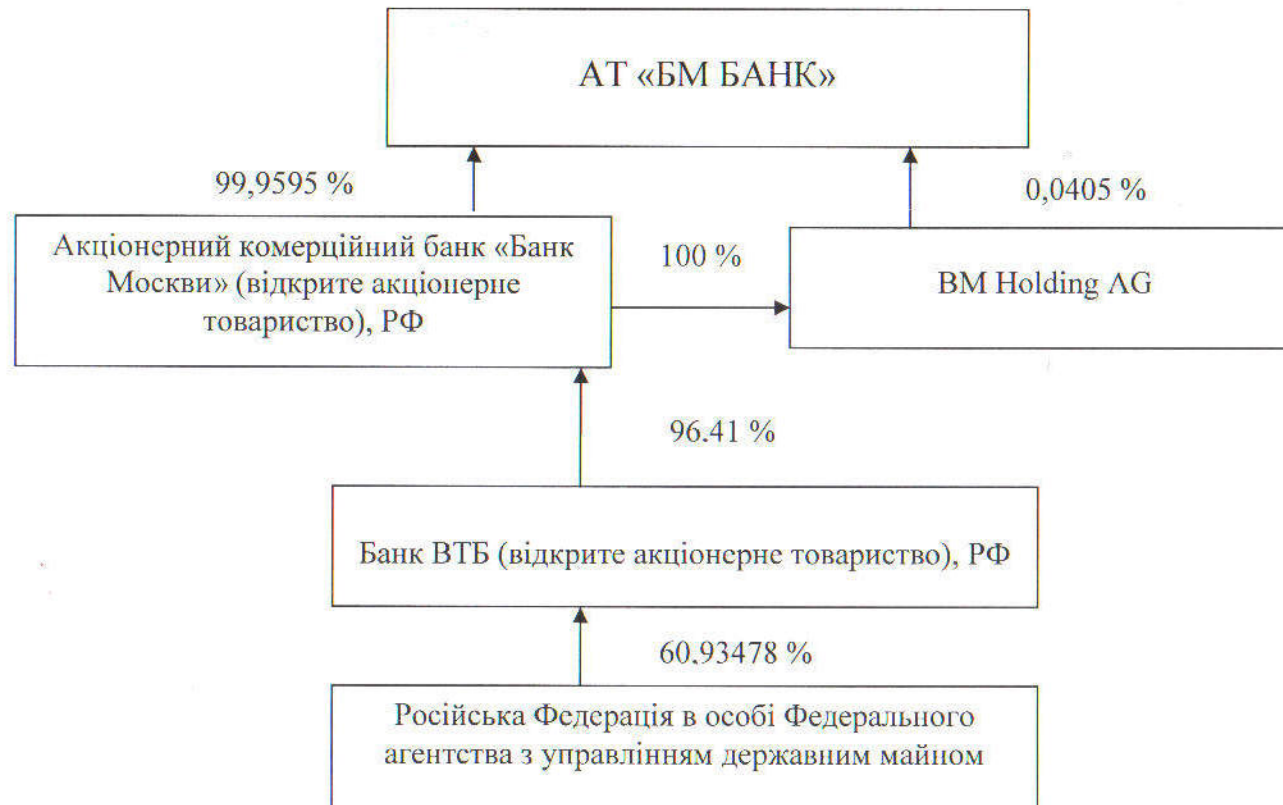 АТ «БМ БАНК»
99,9595 %
0,0405 %
Акціонерний комерційний банк «Банк
Москви» (відкрите акціонерне
товариство), РФ
100 %
BM Holding AG
96.41 %
Банк ВТБ (відкрите акціонерне товариство), РФ
60.93478 %
Російська Федерація в особі Федерального
агентства з управлінням державним майном